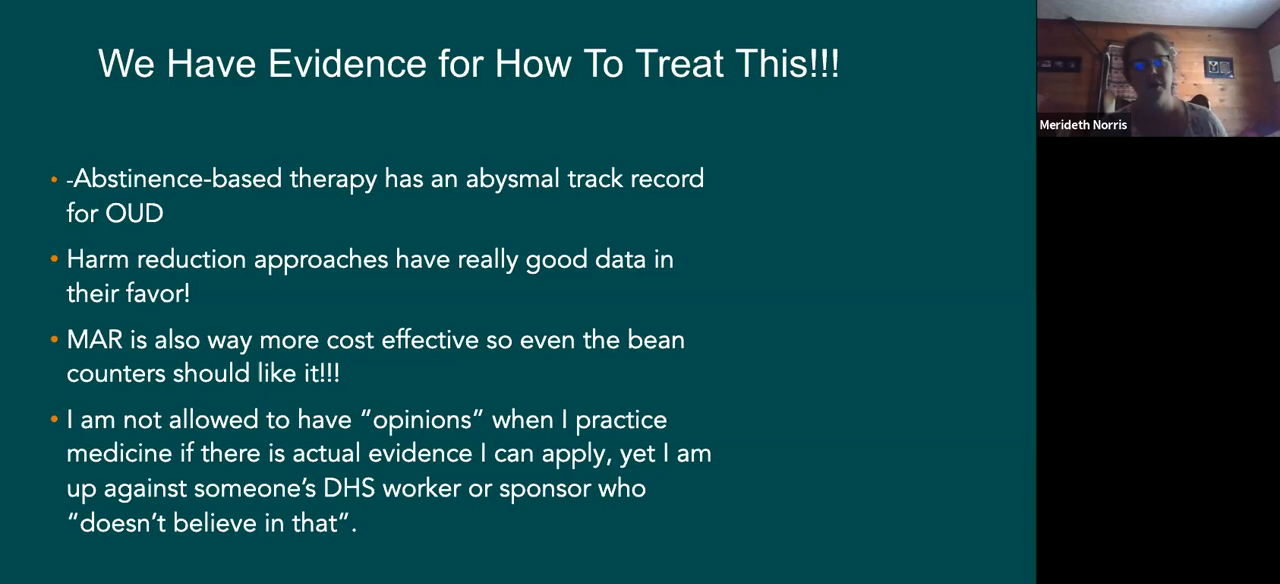 We Have Evidence for How To Treat This!!!
Merideth Norris
• -Abstinence-based therapy has an abysmal track record
for OUD
• Harm reduction approaches have really good data in
their favor!
• MAR is also way more cost effective so even the bean
counters should like it!!!
• I am not allowed to have “opinions” when I practice
medicine if there is actual evidence I can apply, yet I am
up against someone’s DHS worker or sponsor who
“doesn’t believe in that”.